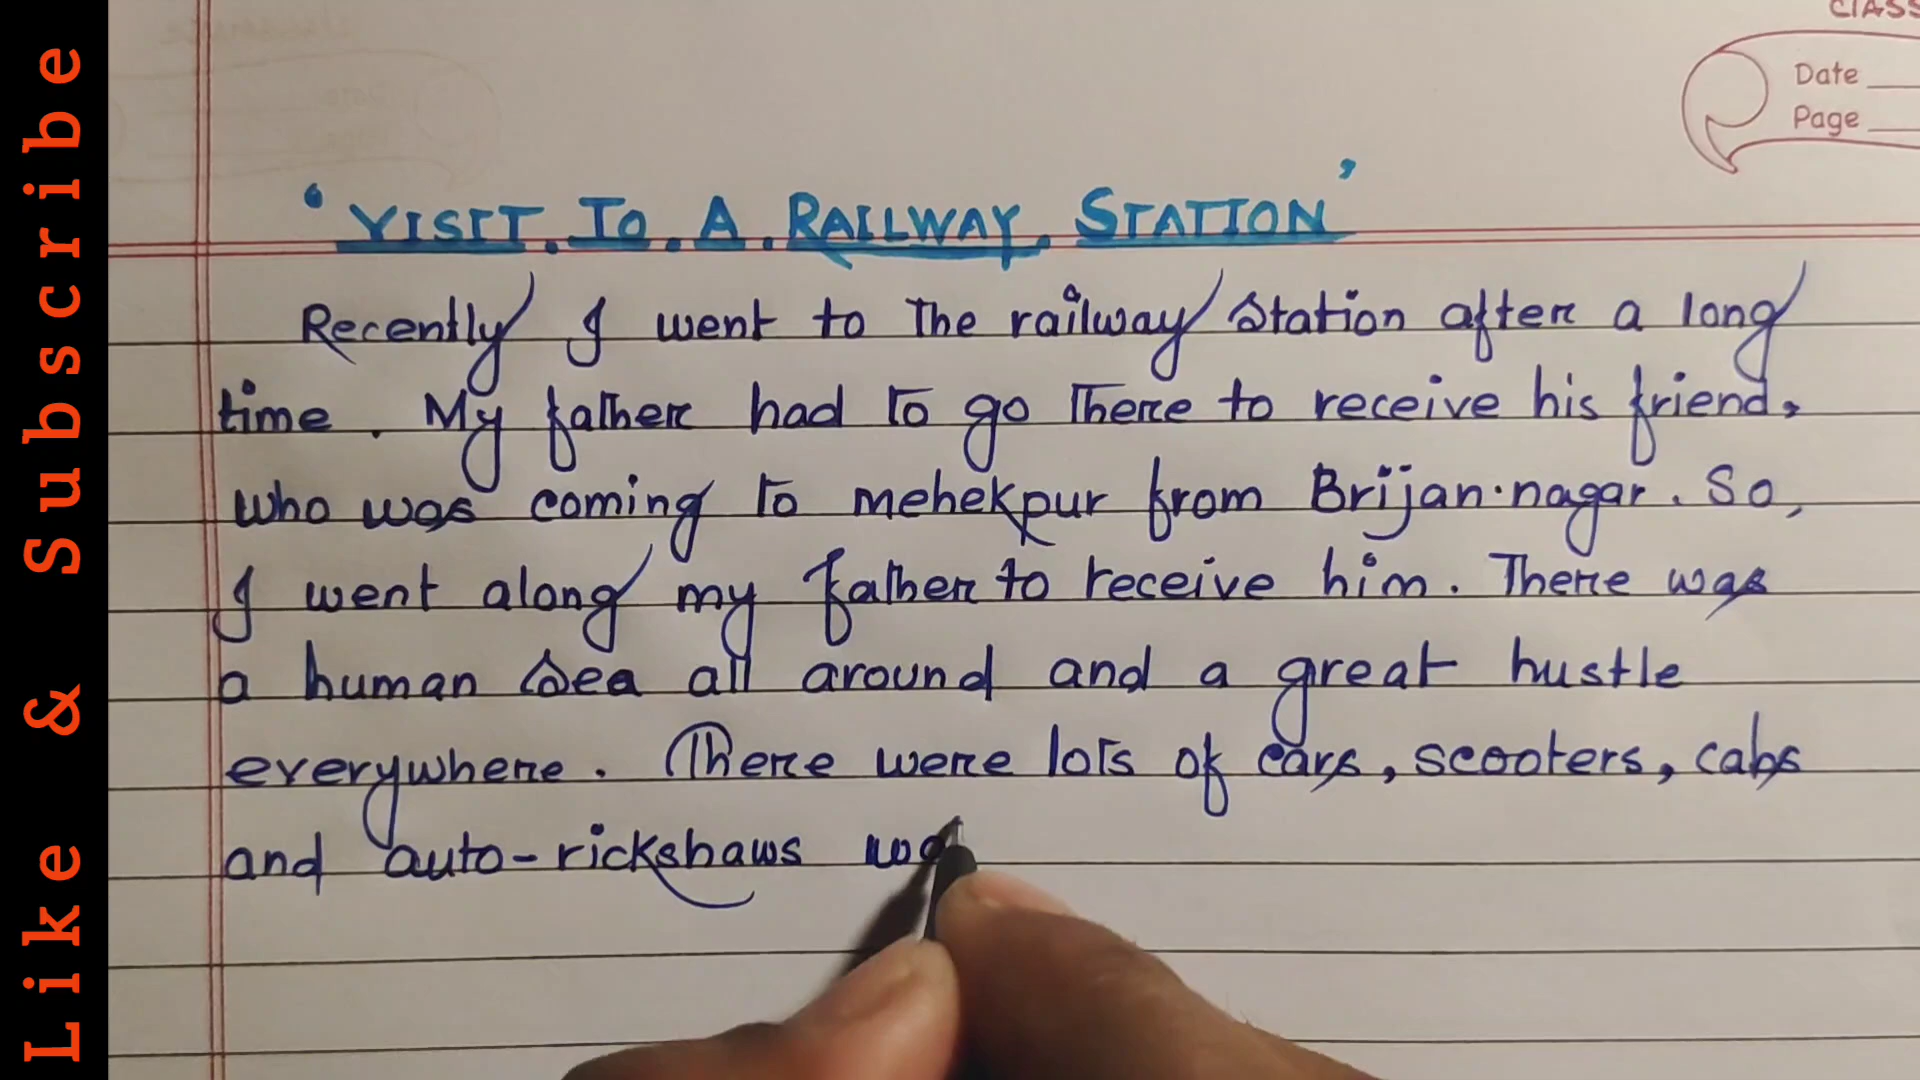 Like & Subscribe
CLASS
Date
Page
'VISIT. TO. A. RAILWAY. STATION'
Recently I went to the railway station after a long
time. My father had to go there to receive his friend,
who was coming to mehekpur from Brijan.nagar. So,
I went along my father to receive him. There was
a human sea all around and a great hustle
everywhere. There were lots of cars, scooters, cabs
and auto-rickshaws